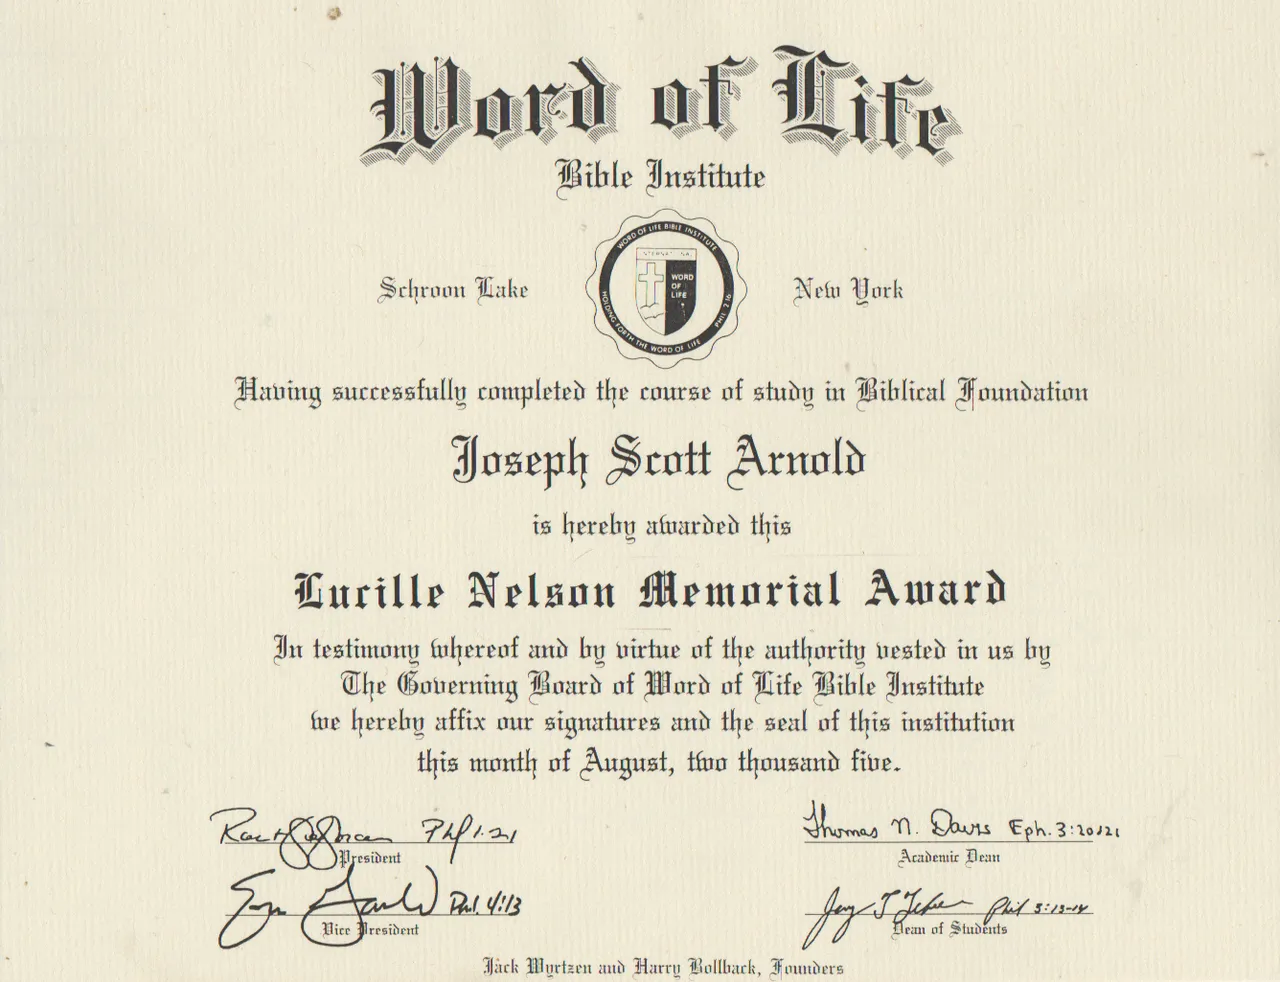 Word of Life
Bible Institute
WORD OF LIFE BIBLE INSTITUTE
INTERNATIONAL
WORD
OF
LIFE
HOLDING FORTH THE WORD OF LIFE PHIL 2:16
Schroon Lake New York
Having successfully completed the course of study in Biblical Foundation
Joseph Scott Arnold
is hereby awarded this
Lucille Nelson Memorial Award
In testimony whereof and by virtue of the authority vested in us by
The Governing Board of Word of Life Bible Institute
we hereby affix our signatures and the seal of this institution
this month of August, two thousand five.
Phil 1:21
President
Thomas N. Davis Eph. 3:20,21
Academic Dean
Phil. 4:13
Vice President
Phil 3:13-14
Dean of Students
Jack Wyrtzen and Harry Bollback, Founders